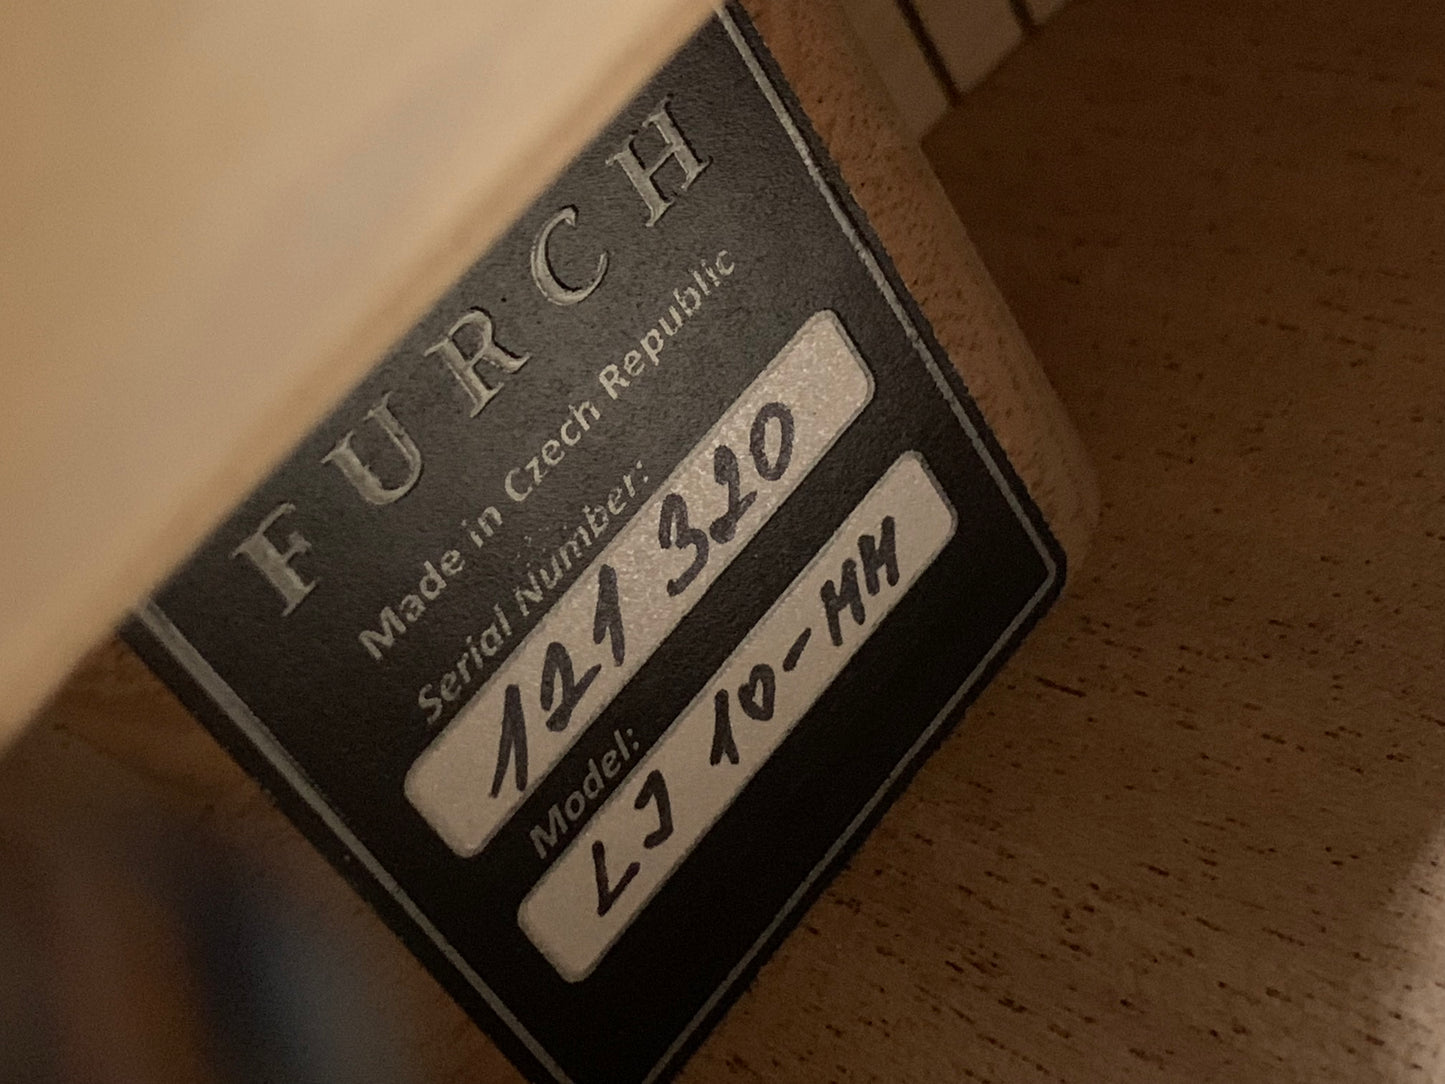 FURCH
Made in Czech Republic
Serial Number:
121 320
Model:
LJ 10-MH